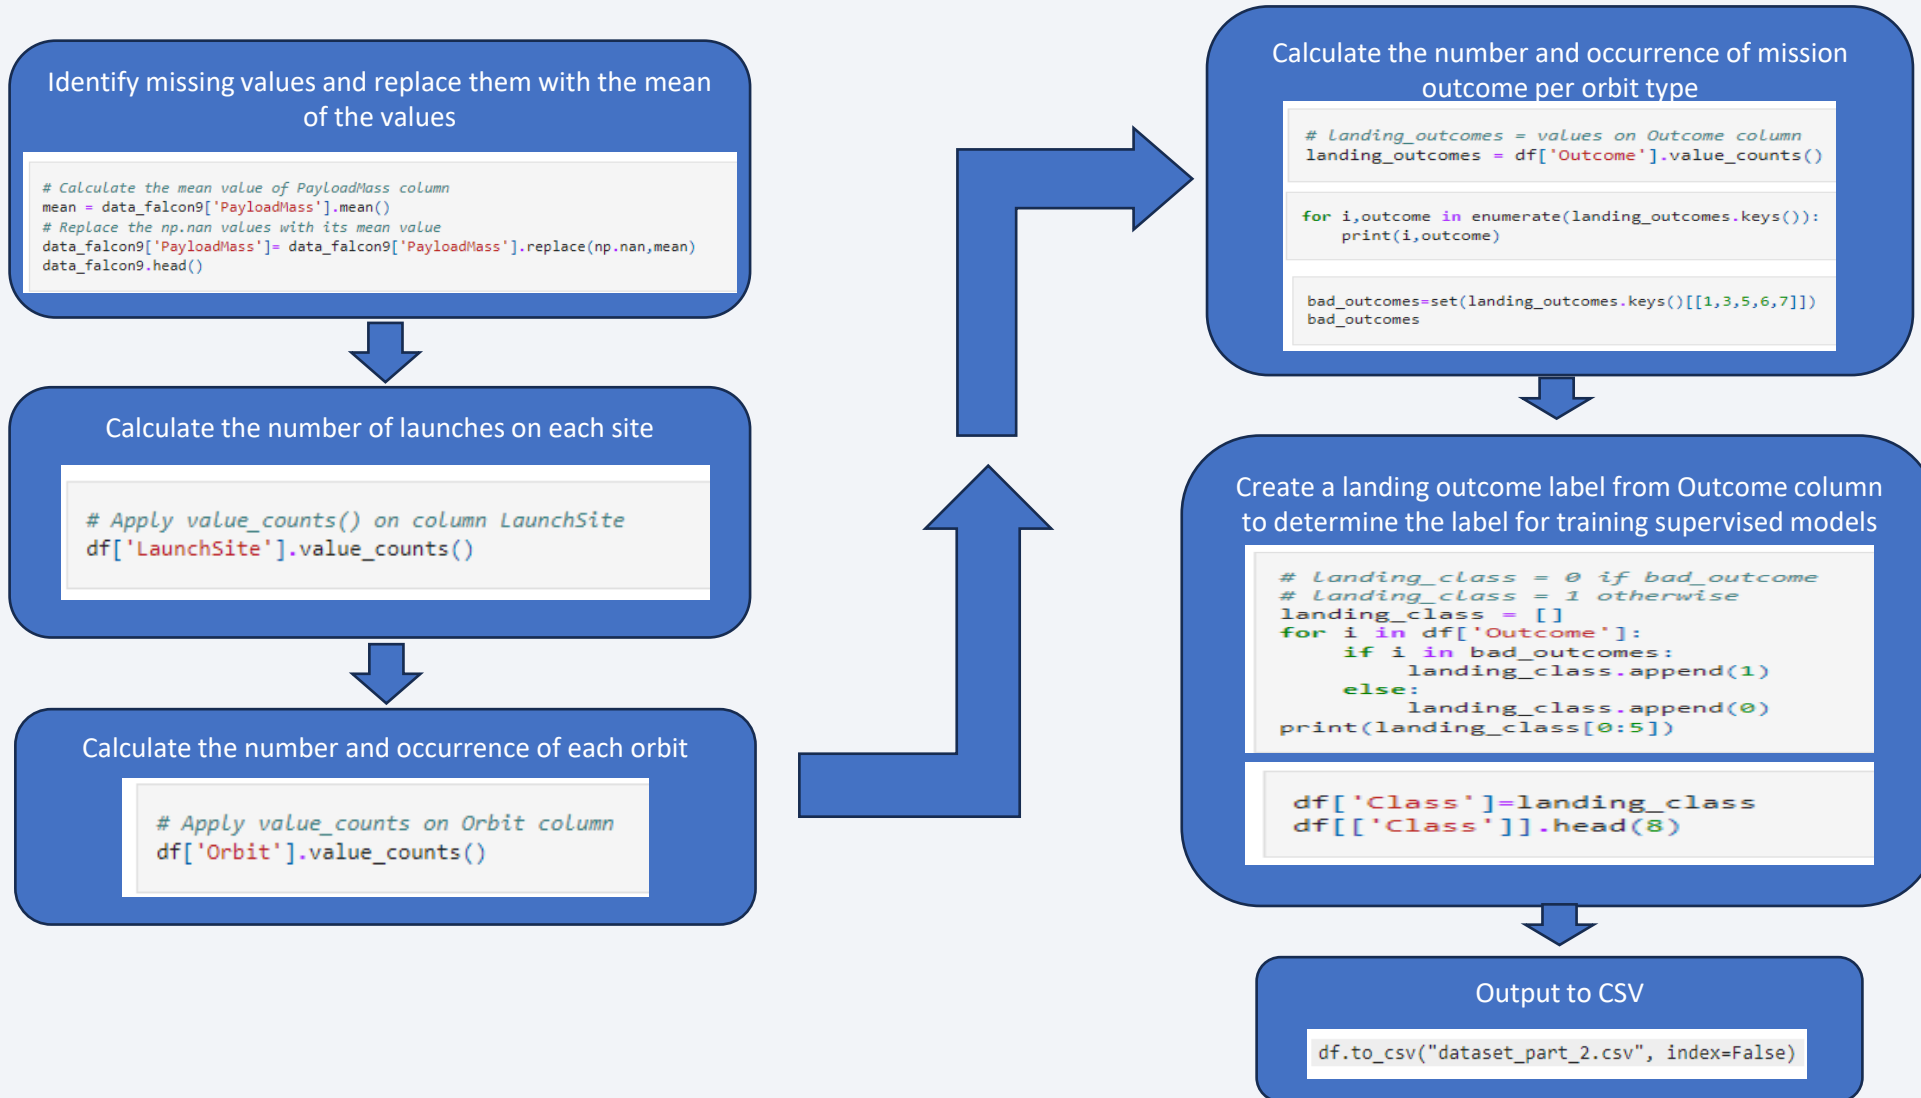 Identify missing values and replace them with the mean
of the values
# Calculate the mean value of PayloadMass column
mean = data_falcon9['PayloadMass'].mean()
# Replace the np.nan values with its mean value
data_falcon9['PayloadMass']= data_falcon9['PayloadMass'].replace(np.nan,mean)
data_falcon9.head()
Calculate the number of launches on each site
# Apply value_counts() on column LaunchSite
df['LaunchSite'].value_counts()
Calculate the number and occurrence of each orbit
# Apply value_counts on Orbit column
df['Orbit'].value_counts()
Calculate the number and occurrence of mission
outcome per orbit type
# landing_outcomes = values on Outcome column
landing_outcomes = df['Outcome'].value_counts()
for i,outcome in enumerate(landing_outcomes.keys()):
    print(i,outcome)
bad_outcomes=set(landing_outcomes.keys()[[1,3,5,6,7]])
bad_outcomes
Create a landing outcome label from Outcome column
to determine the label for training supervised models
# landing_class = 0 if bad_outcome
# landing_class = 1 otherwise
landing_class = []
for i in df['Outcome']:
    if i in bad_outcomes:
        landing_class.append(1)
    else:
        landing_class.append(0)
print(landing_class[0:5])
df['Class']=landing_class
df[['Class']].head(8)
Output to CSV
df.to_csv("dataset_part_2.csv", index=False)